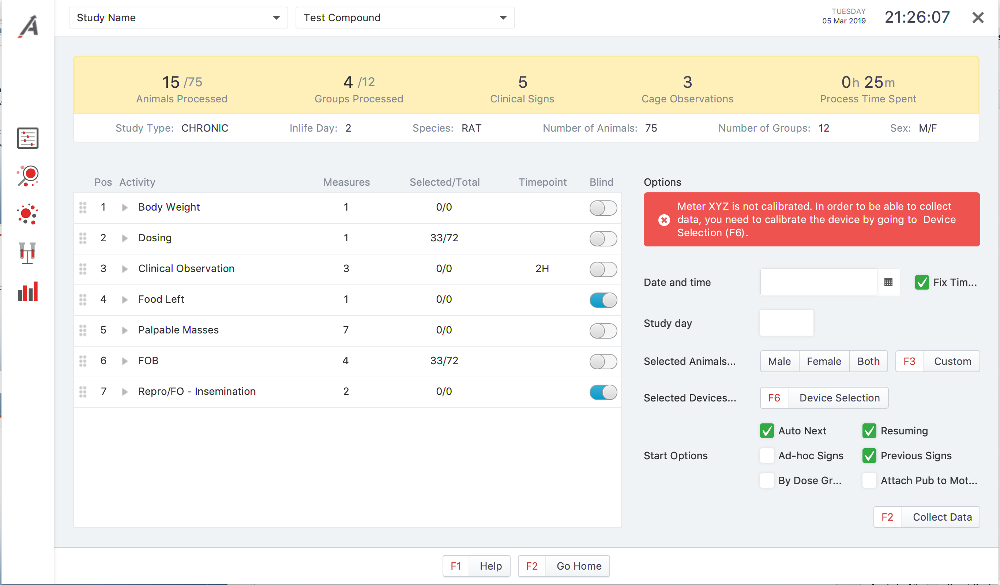 Study Name
Test Compound
TUESDAY
05 Mar 2019
21:26:07
15 /75
Animals Processed
4 /12
Groups Processed
5
Clinical Signs
3
Cage Observations
0h 25m
Process Time Spent
Study Type: CHRONIC
Inlife Day: 2
Species: RAT
Number of Animals: 75
Number of Groups: 12
Sex: M/F
Pos Activity Measures Selected/Total Timepoint Blind
1 Body Weight 1 0/0
2 Dosing 1 33/72
3 Clinical Observation 3 0/0 2H
4 Food Left 1 0/0
5 Palpable Masses 7 0/0
6 FOB 4 33/72
7 Repro/FO - Insemination 2 0/0
Options
Meter XYZ is not calibrated. In order to be able to collect
data, you need to calibrate the device by going to Device
Selection (F6).
Date and time
Fix Tim...
Study day
Selected Animals...
Male Female Both
F3 Custom
Selected Devices...
F6 Device Selection
Start Options
Auto Next
Resuming
Ad-hoc Signs
Previous Signs
By Dose Gr...
Attach Pub to Mot...
F2 Collect Data
F1 Help
F2 Go Home